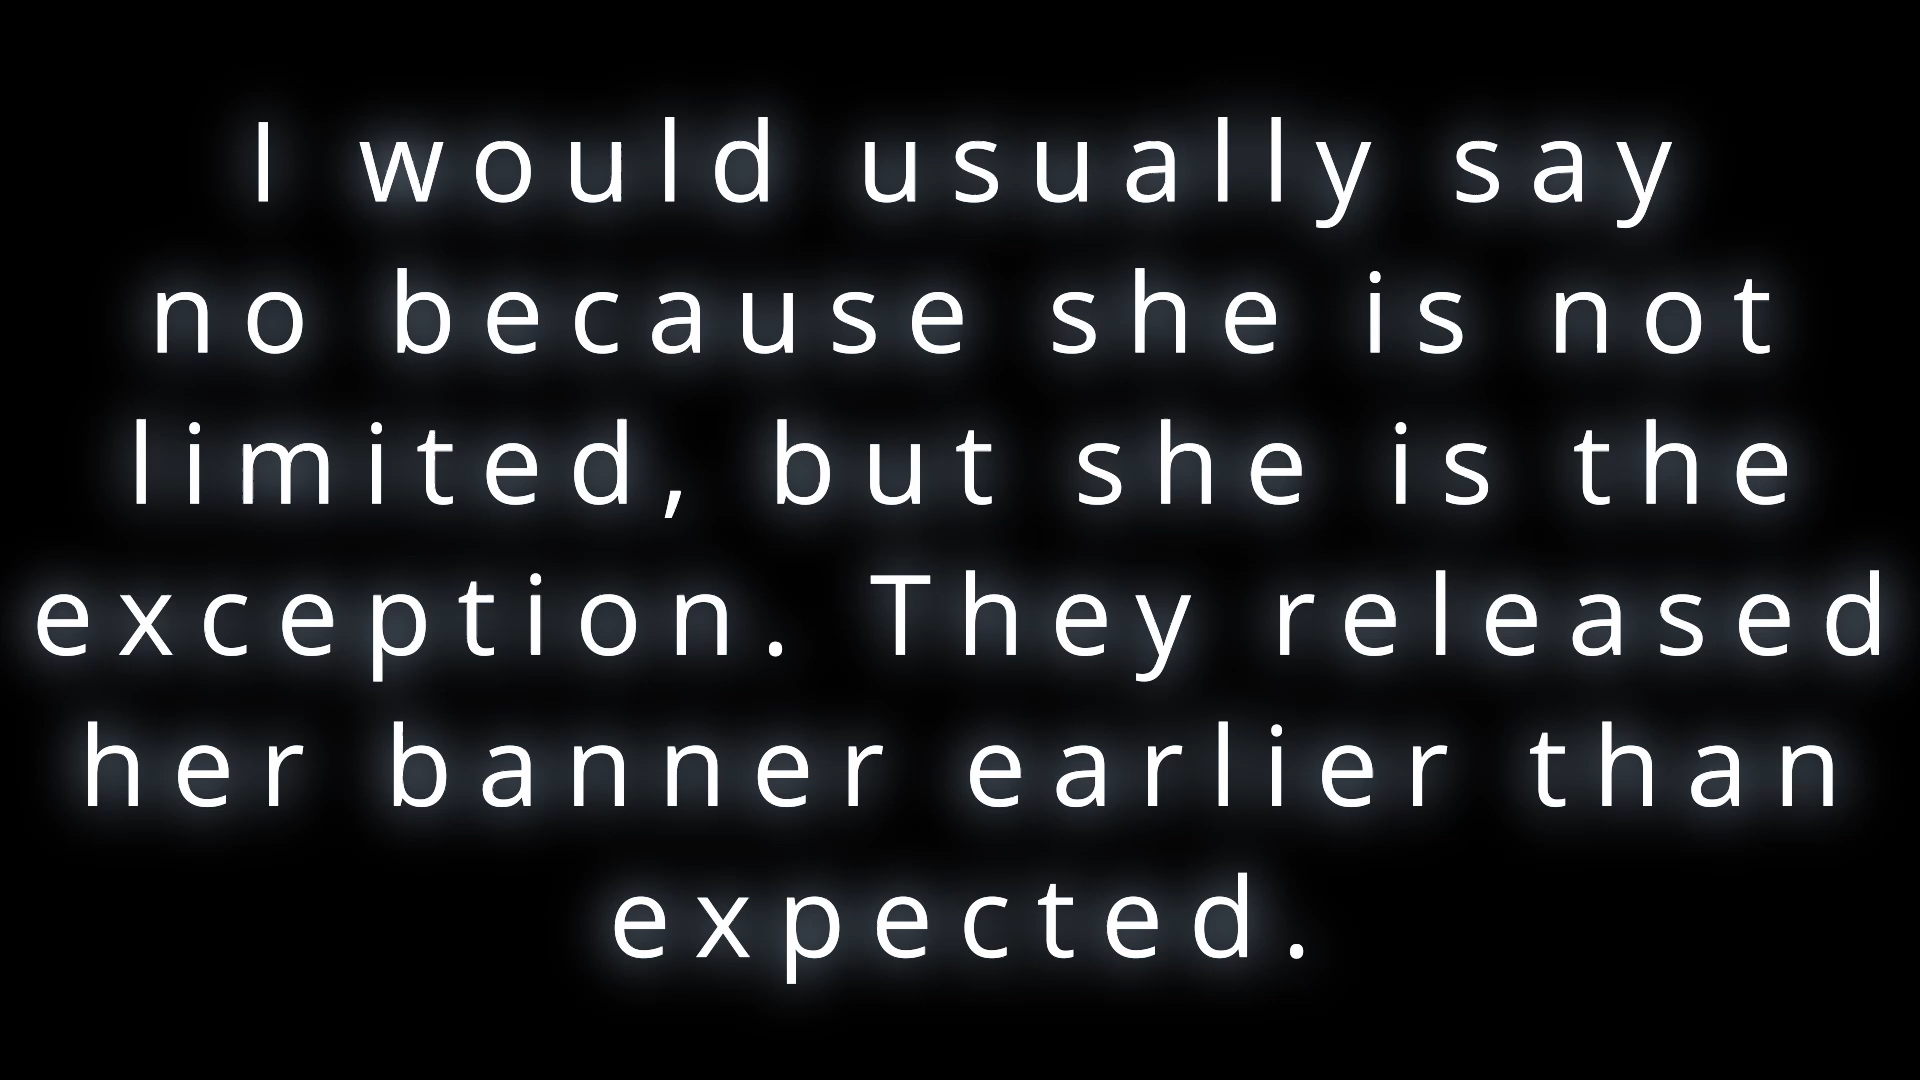 I would usually say
no because she is not
limited, but she is the
exception. They released
her banner earlier than
expected.